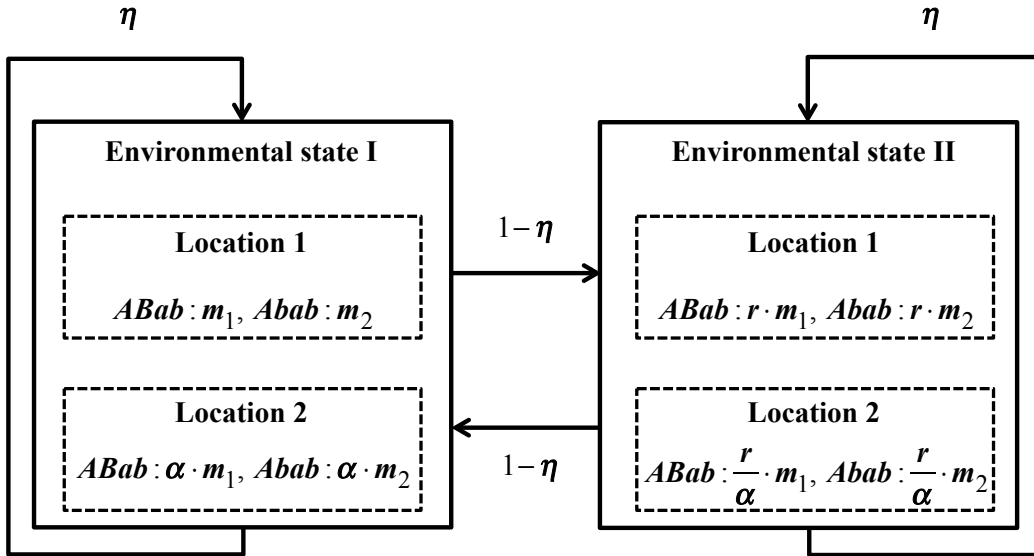 η
η
Environmental state I
Environmental state II
Location 1
ABab : m₁, Abab : m₂
1 − η
Location 1
ABab : r · m₁, Abab : r · m₂
Location 2
ABab : α · m₁, Abab : α · m₂
1 − η
Location 2
ABab : r/α · m₁, Abab : r/α · m₂